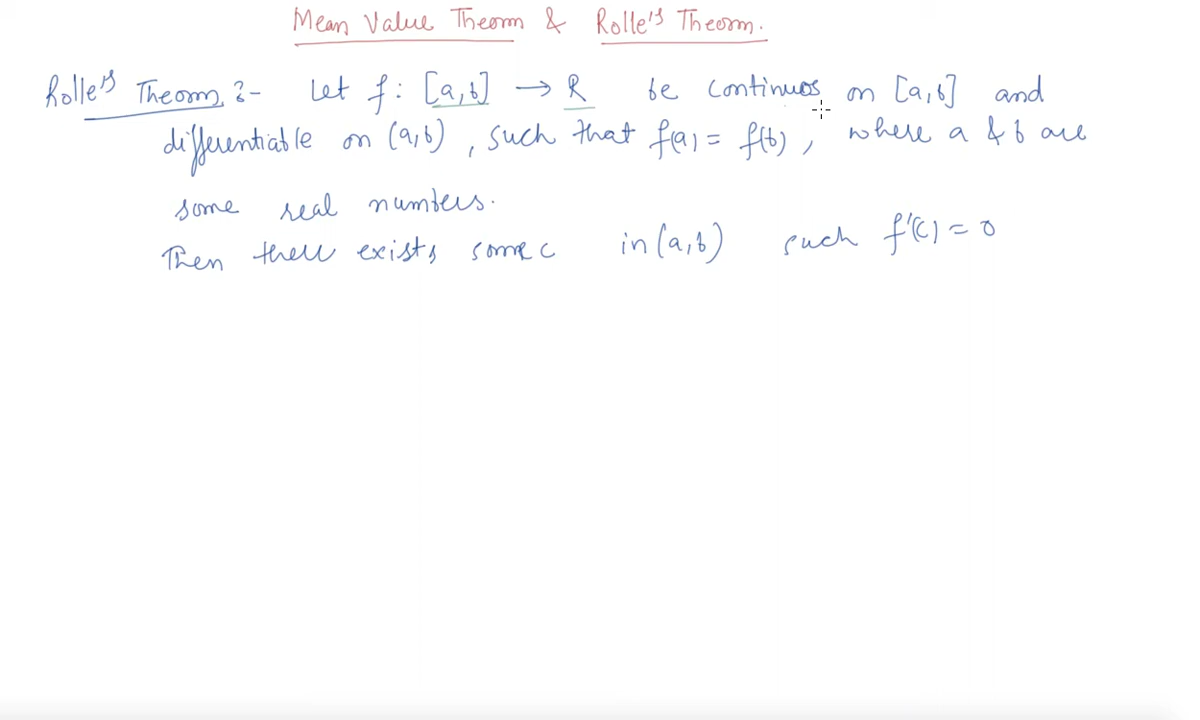 Mean Value Theorm & Rolle's Theorm.
Rolle's Theorm :- Let f: [a,b] → R be continuos on [a,b] and
differentiable on (a,b), such that f(a) = f(b), where a & b are
some real numbers.
Then there exists some c in (a,b) such f'(c) = 0